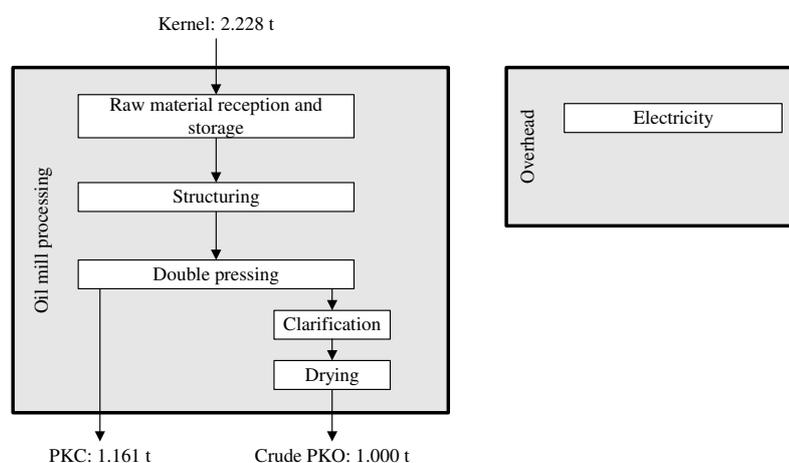 Kernel: 2.228 t
Oil mill processing
Raw material reception and
storage
Structuring
Double pressing
Clarification
Drying
PKC: 1.161 t
Crude PKO: 1.000 t
Overhead
Electricity